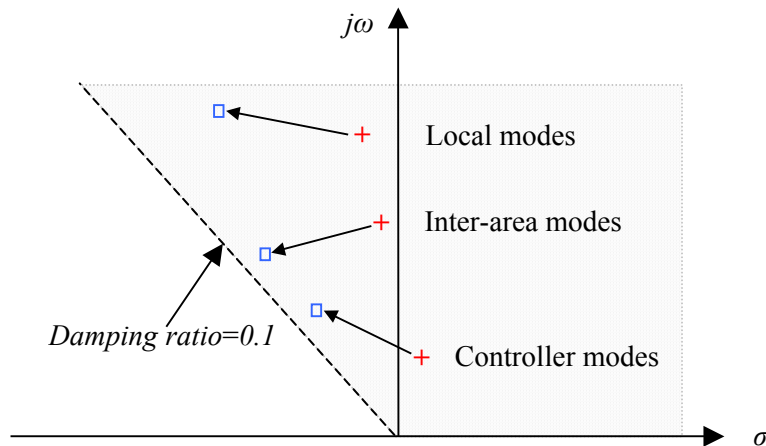 jω
Local modes
Inter-area modes
Damping ratio=0.1
Controller modes
σ